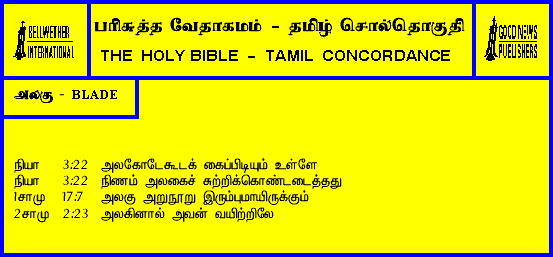 BELLWETHER
INTERNATIONAL
பரிசுத்த வேதாகமம் - தமிழ் சொல்தொகுதி
THE HOLY BIBLE - TAMIL CONCORDANCE
GOOD NEWS
PUBLISHERS
அலகு - BLADE
நியா 3:22 அலகோடேகூடக் கைப்பிடியும் உள்ளே
நியா 3:22 நிணம் அலகைச் சுற்றிக்கொண்டடைத்தது
1சாமு 17:7 அலகு அறுநூறு இரும்புமாயிருக்கும்
2சாமு 2:23 அலகினால் அவன் வயிற்றிலே